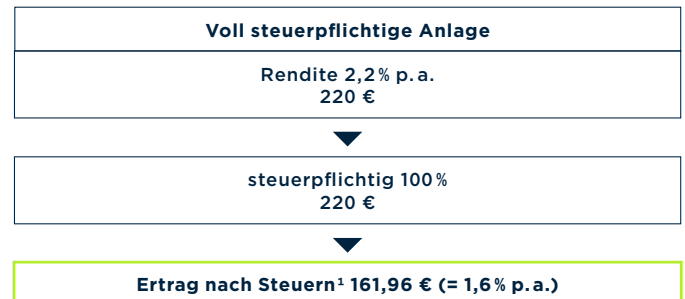 Voll steuerpflichtige Anlage
Rendite 2,2% p.a.
220 €
steuerpflichtig 100%
220 €
Ertrag nach Steuern¹ 161,96 € (= 1,6% p.a.)